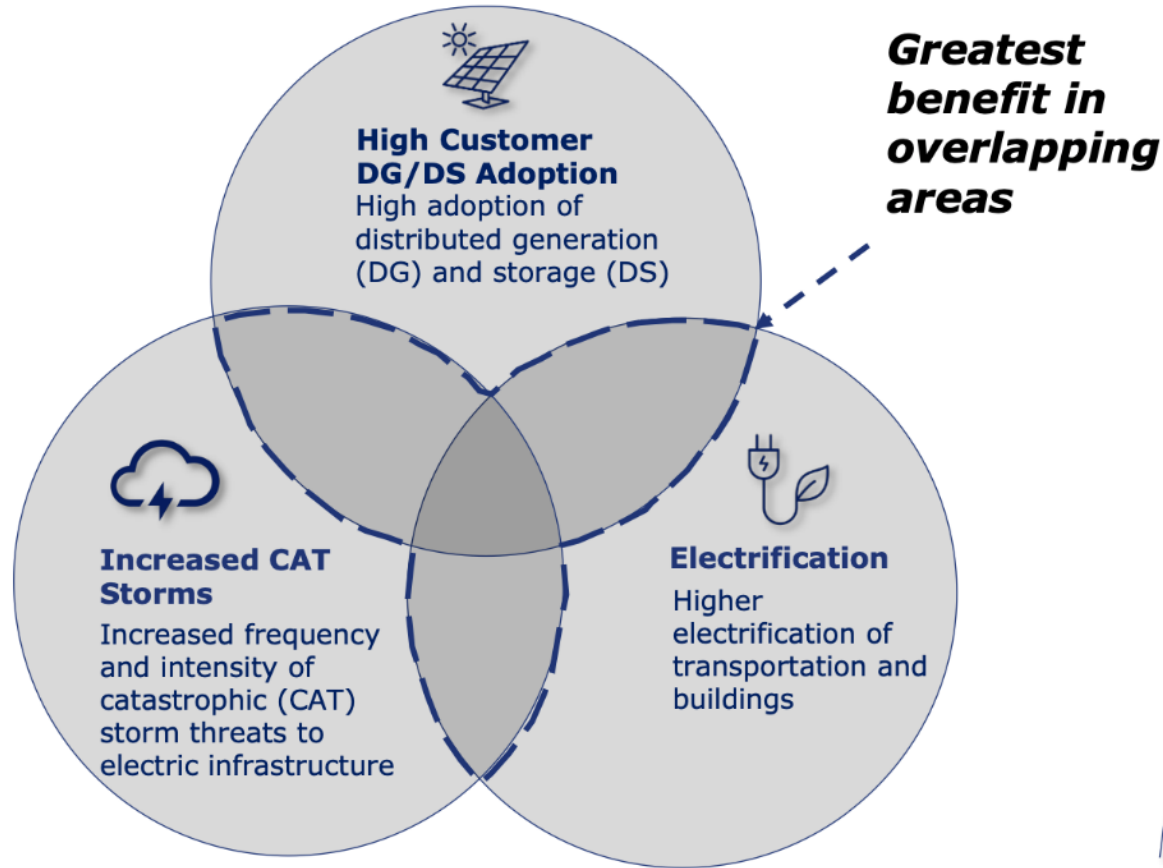 Greatest
benefit in
overlapping
areas
High Customer
DG/DS Adoption
High adoption of
distributed generation
(DG) and storage (DS)
Increased CAT
Storms
Increased frequency
and intensity of
catastrophic (CAT)
storm threats to
electric infrastructure
Electrification
Higher
electrification of
transportation and
buildings